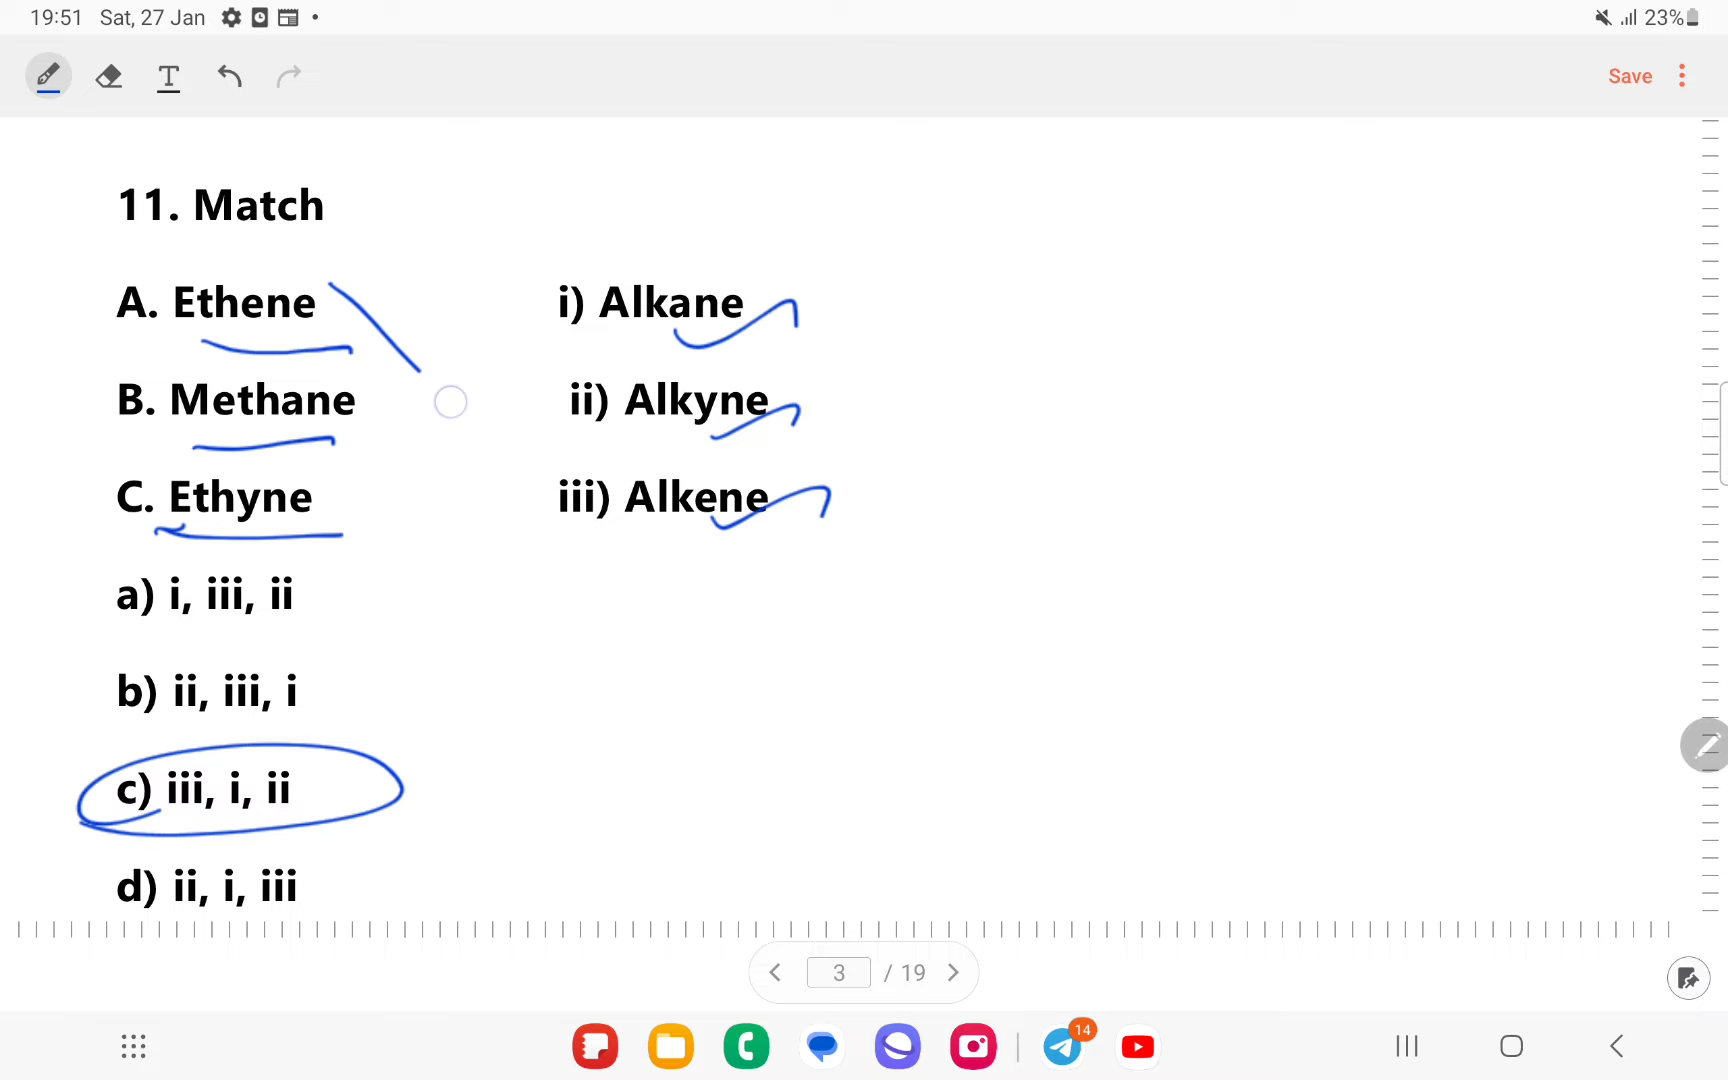 19:51 Sat, 27 Jan 23%
Save
11. Match
A. Ethene i) Alkane
B. Methane ii) Alkyne
C. Ethyne iii) Alkene
a) i, iii, ii
b) ii, iii, i
c) iii, i, ii
d) ii, i, iii
3 / 19
14